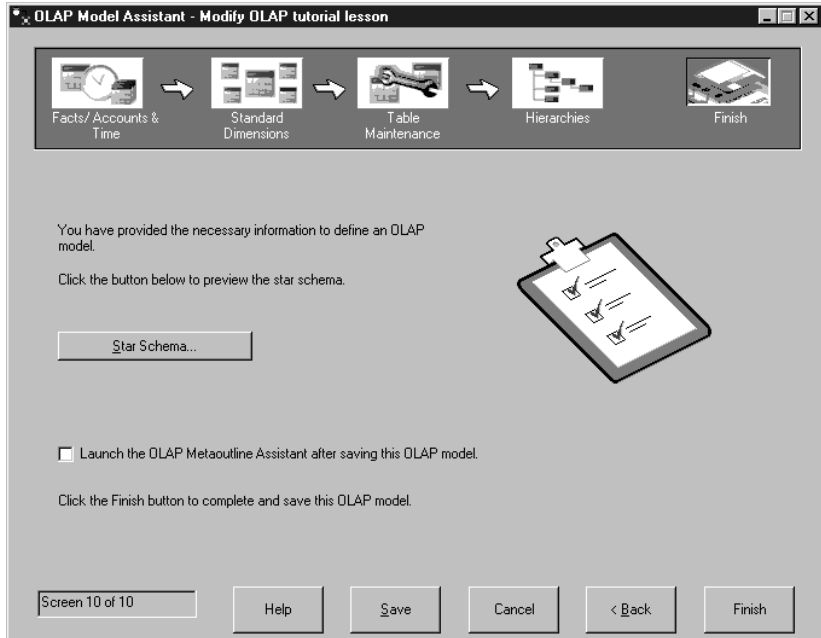 OLAP Model Assistant - Modify OLAP tutorial lesson
Facts/Accounts &
Time
Standard
Dimensions
Table
Maintenance
Hierarchies
Finish
You have provided the necessary information to define an OLAP
model.
Click the button below to preview the star schema.
Star Schema...
Launch the OLAP Metaoutline Assistant after saving this OLAP model.
Click the Finish button to complete and save this OLAP model.
Screen 10 of 10
Help
Save
Cancel
< Back
Finish